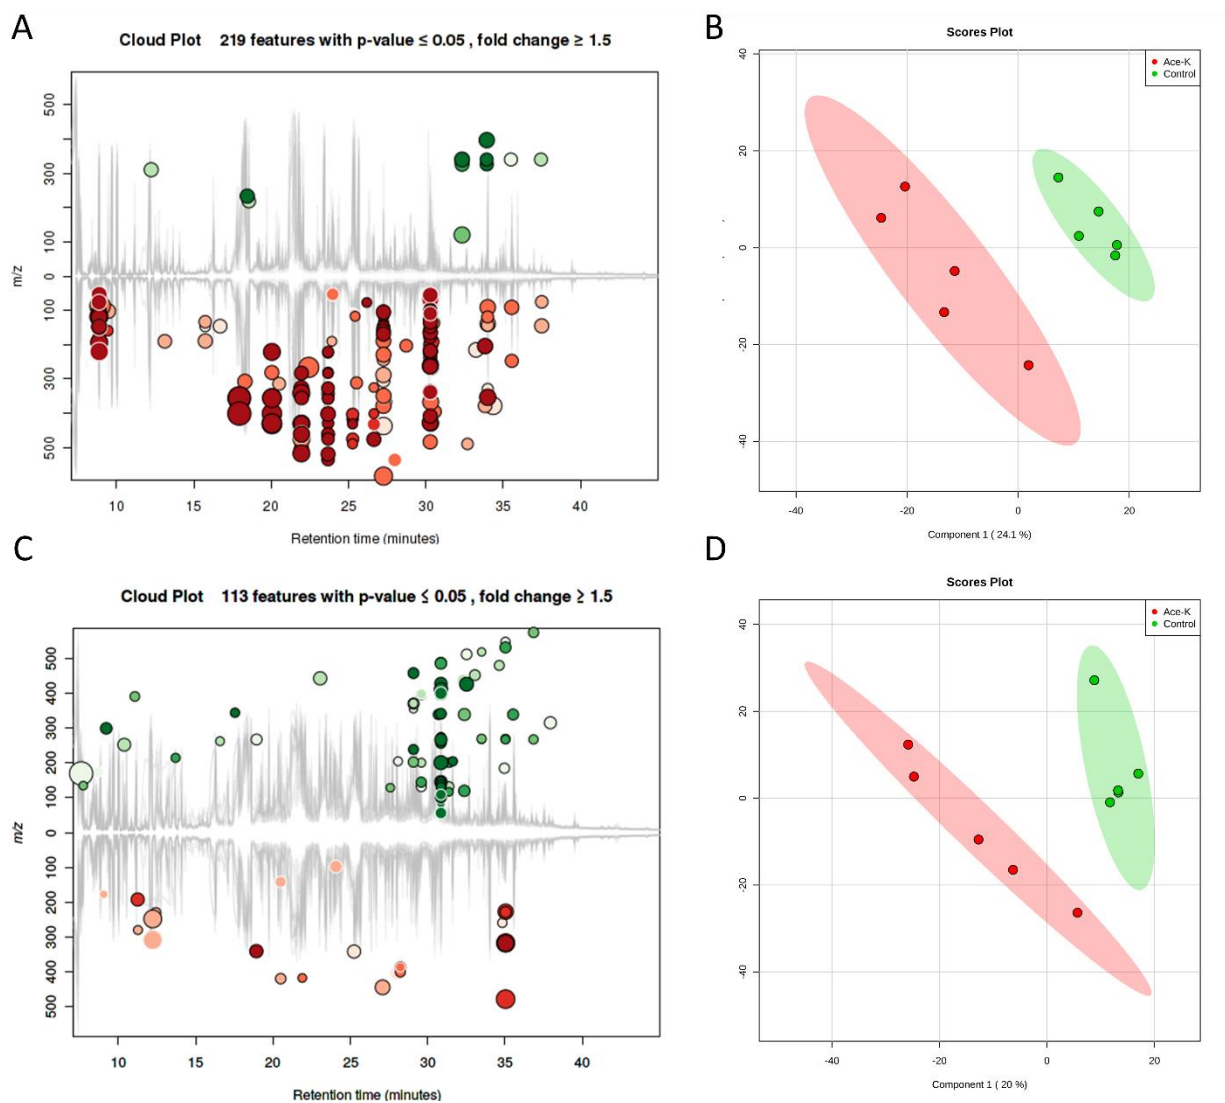 A
Cloud Plot 219 features with p-value ≤ 0.05 , fold change ≥ 1.5
m/z
500
300
100
0
100
300
500
10 15 20 25 30 35 40
Retention time (minutes)
B
Scores Plot
Ace-K
Control
40
20
0
-20
-40
-40 -20 0 20
Component 1 ( 24.1 %)
C
Cloud Plot 113 features with p-value ≤ 0.05 , fold change ≥ 1.5
m/z
500
400
300
200
100
0
100
200
300
400
500
10 15 20 25 30 35 40
Retention time (minutes)
D
Scores Plot
Ace-K
Control
40
20
0
-20
-40
-40 -20 0 20
Component 1 ( 20 %)